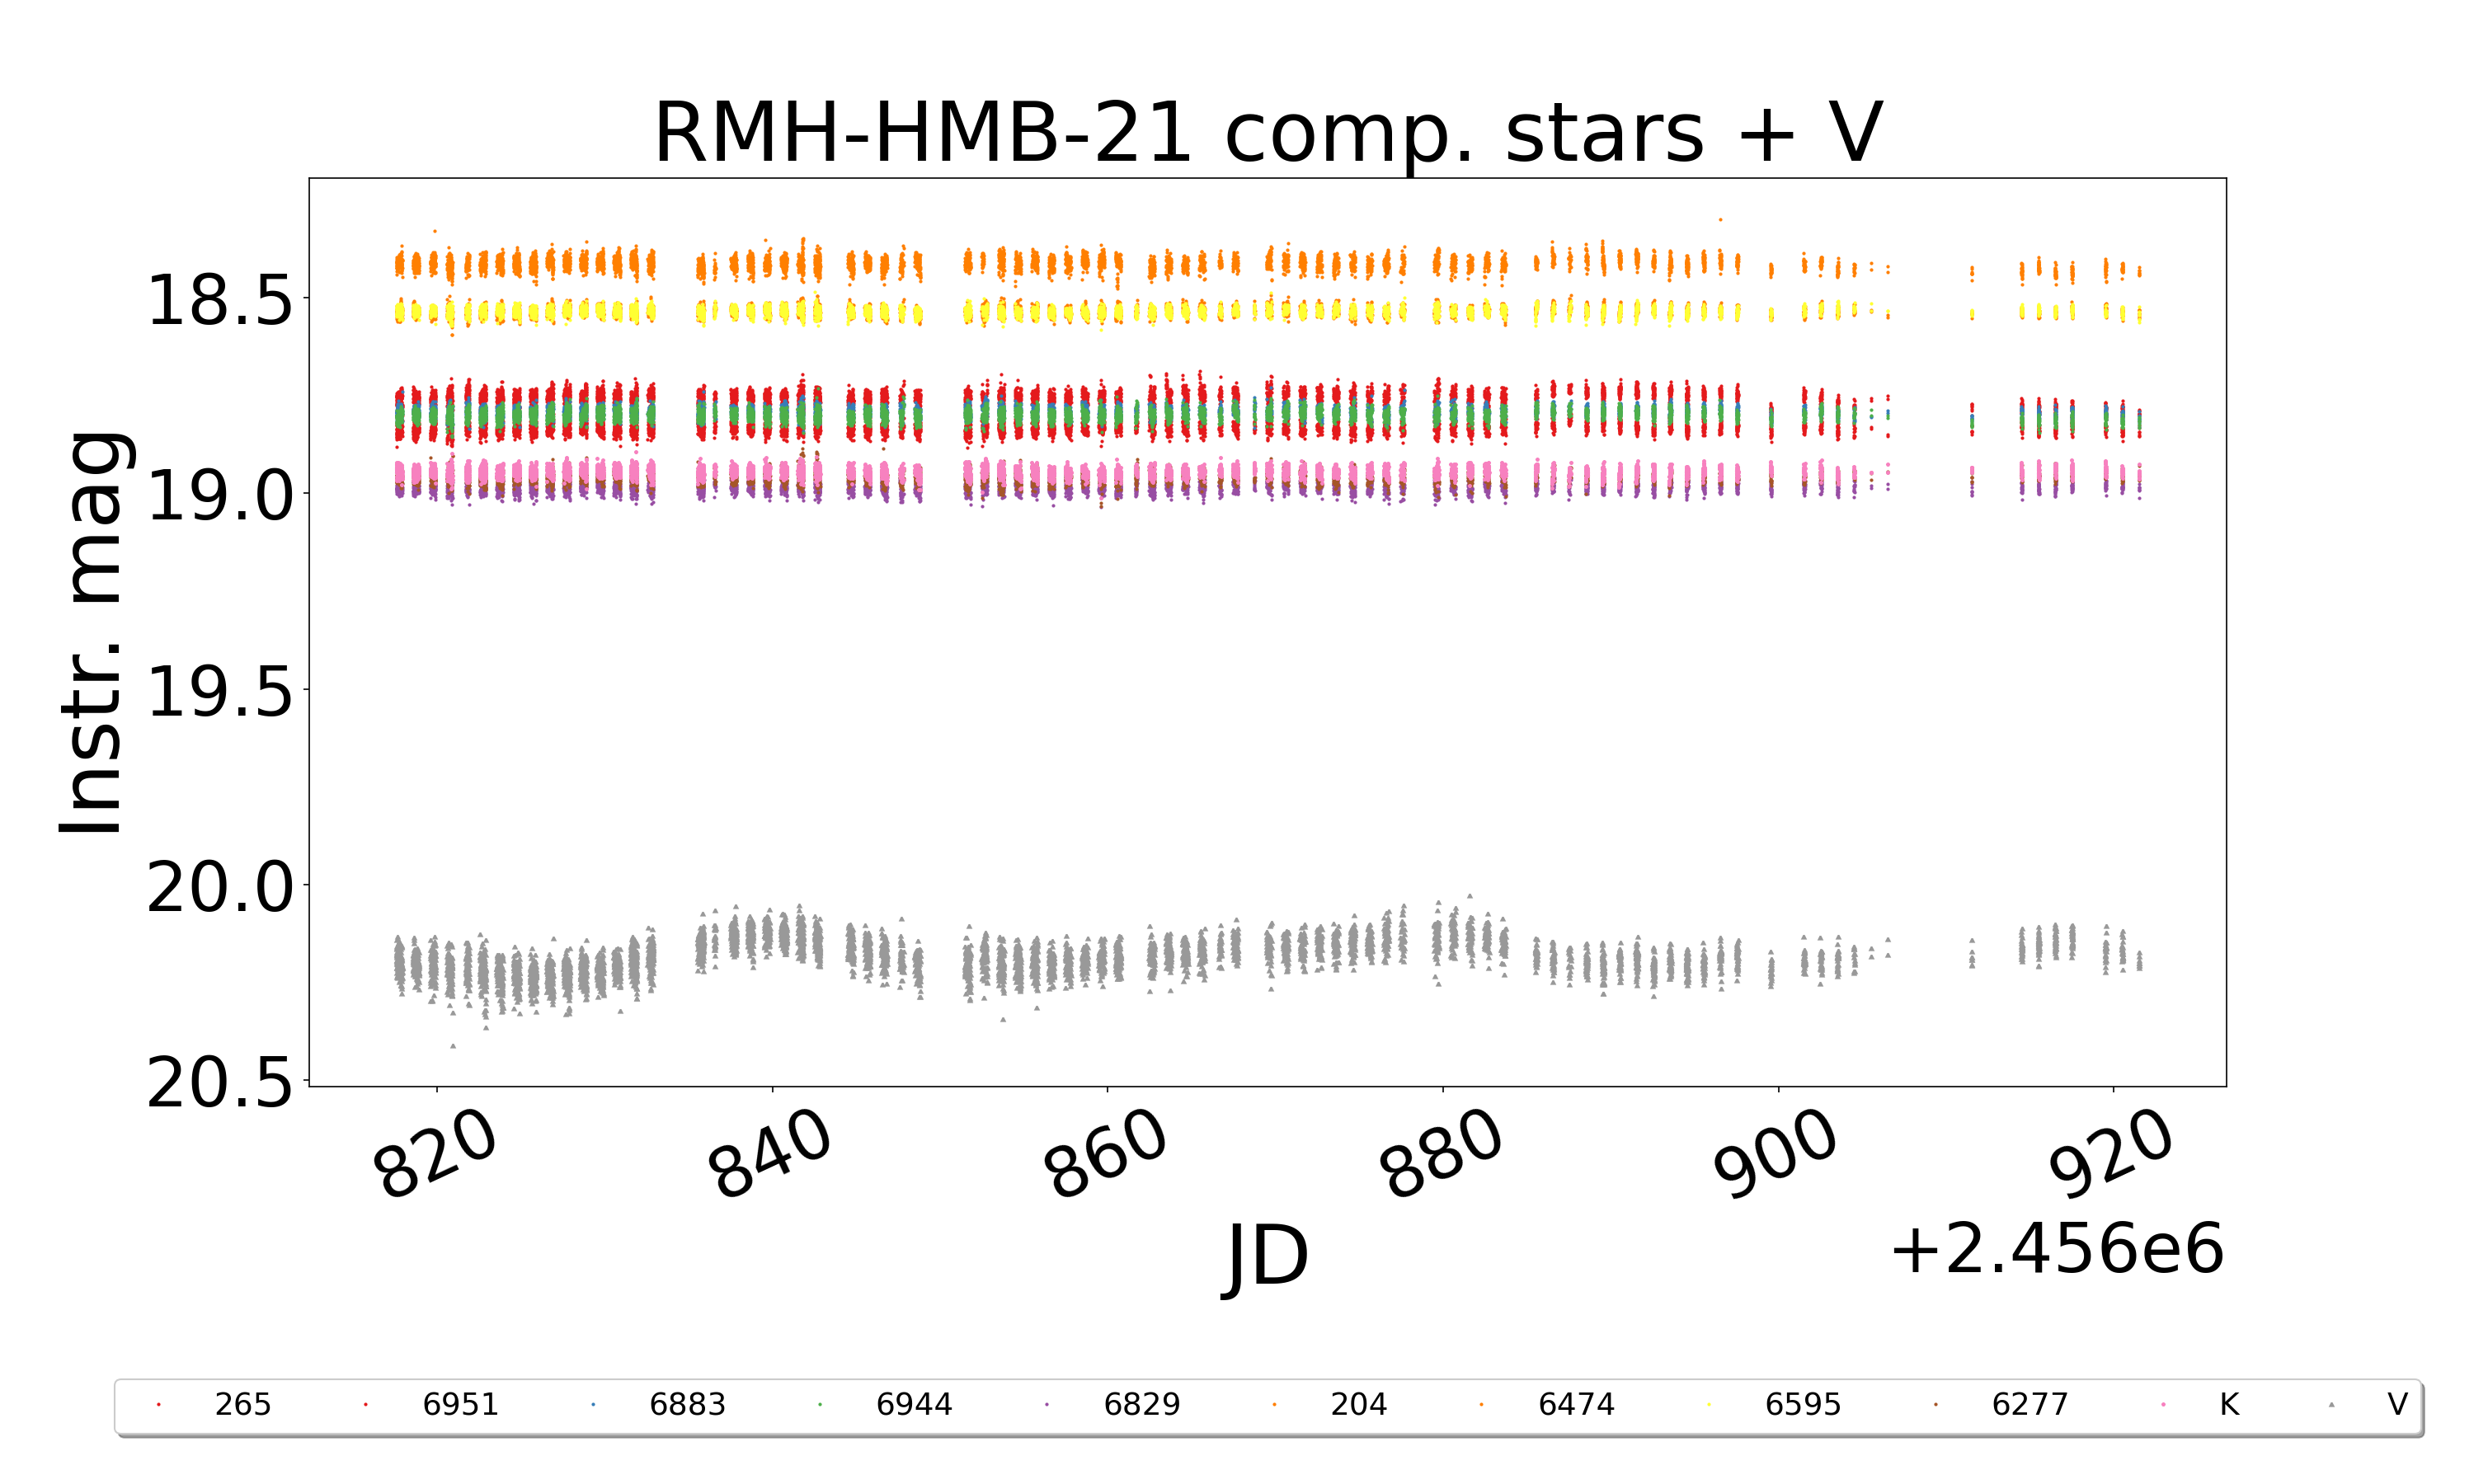 RMH-HMB-21 comp. stars + V
Instr. mag
18.5
19.0
19.5
20.0
20.5
820 840 860 880 900 920
JD
+2.456e6
265 6951 6883 6944 6829 204 6474 6595 6277 K V